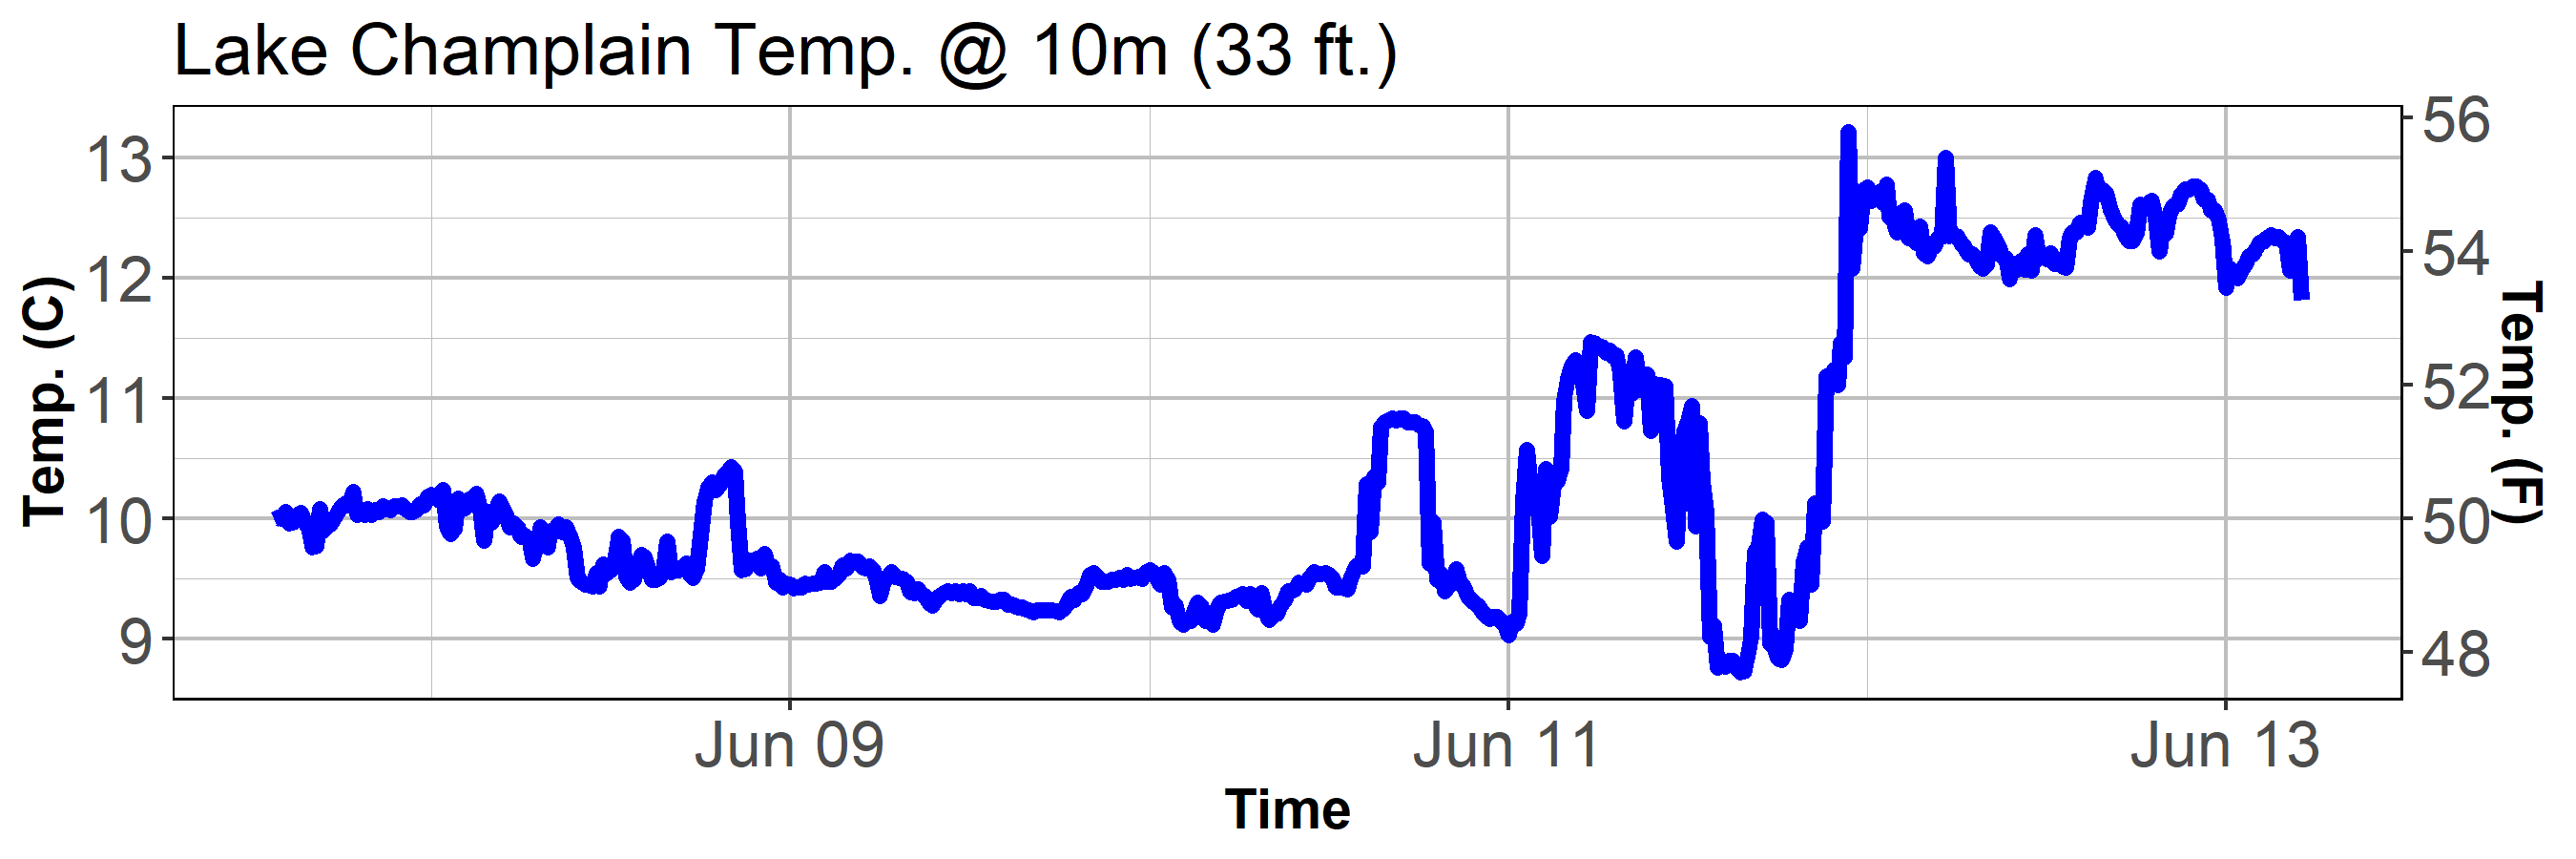 Lake Champlain Temp. @ 10m (33 ft.)
Temp. (C)
13
12
11
10
9
56
54
52
50
48
Temp. (F)
Jun 09
Jun 11
Jun 13
Time